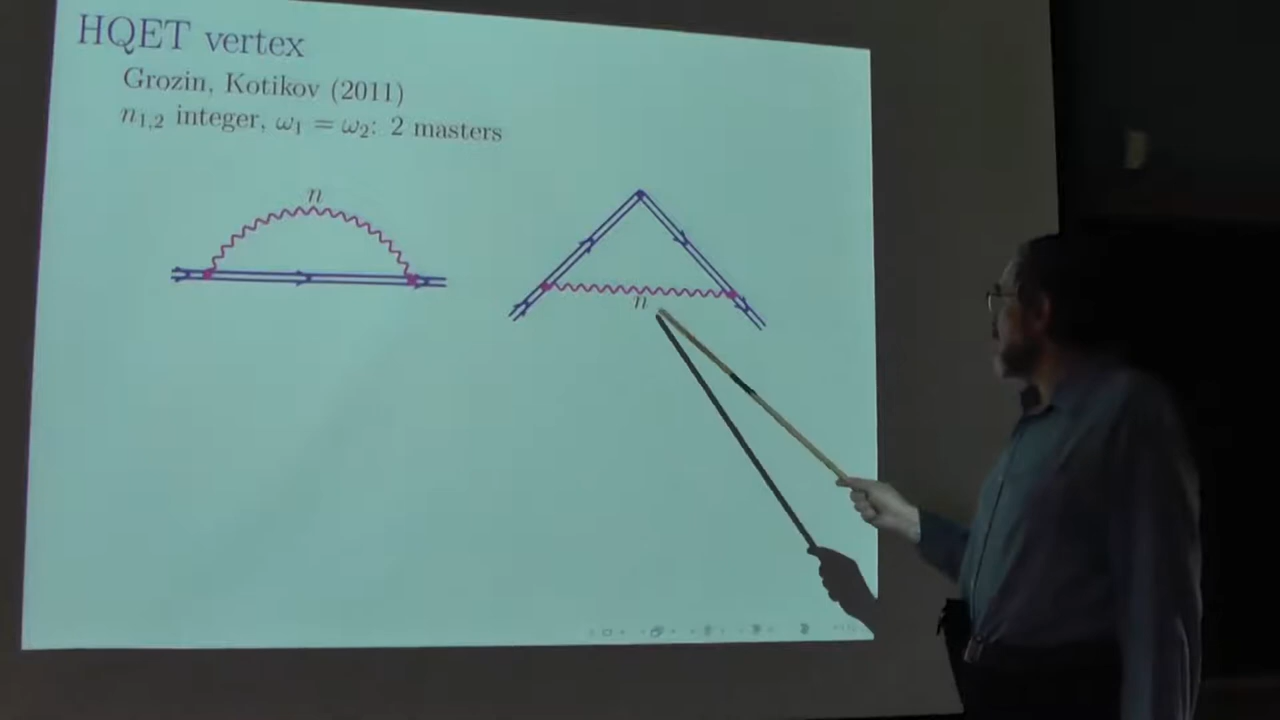 HQET vertex
Grozin, Kotikov (2011)
n₁,₂ integer, ω₁ = ω₂: 2 masters
n
n